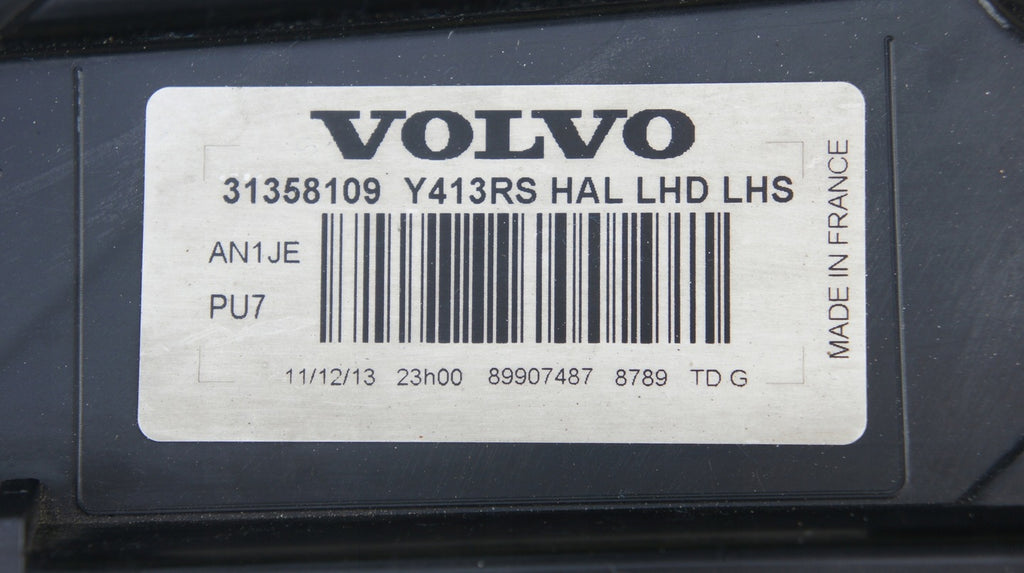 VOLVO
31358109 Y413RS HAL LHD LHS
AN1JE
PU7
11/12/13 23h00 89907487 8789 TD G
MADE IN FRANCE